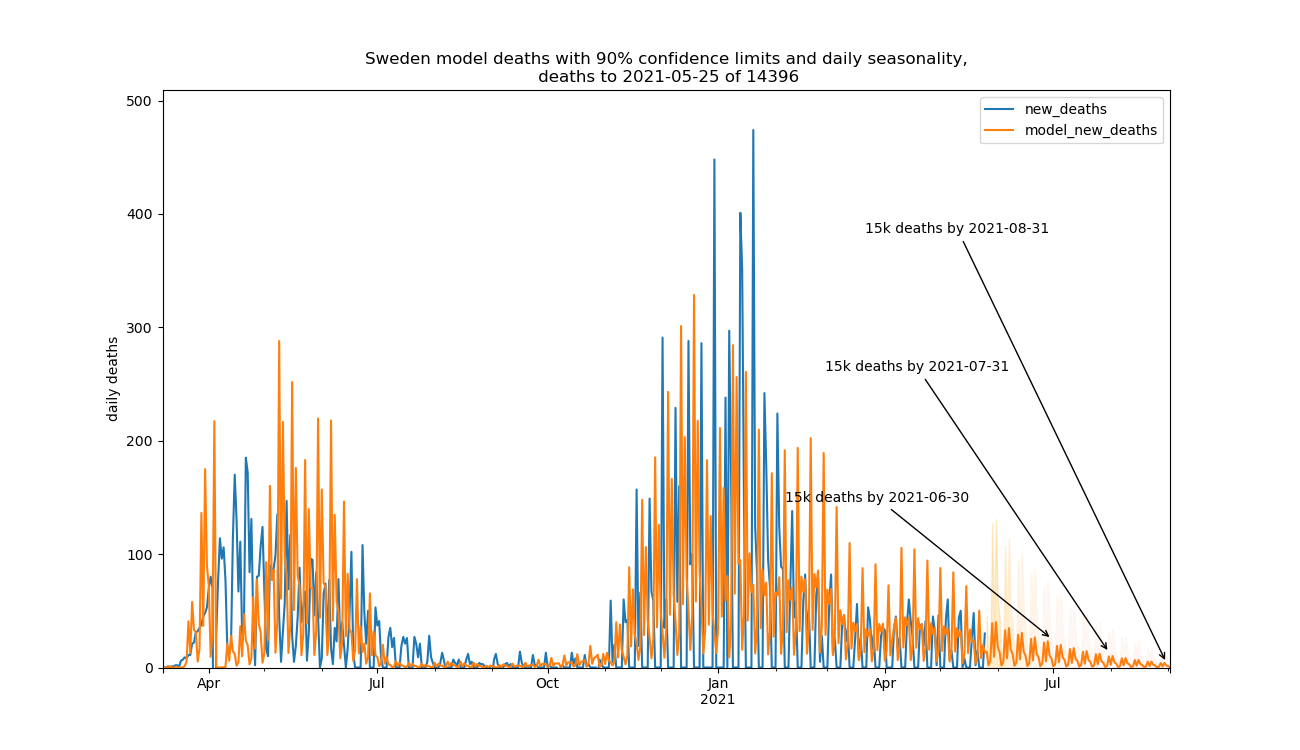 Sweden model deaths with 90% confidence limits and daily seasonality,
deaths to 2021-05-25 of 14396
new_deaths
model_new_deaths
daily deaths
500
400
300
200
100
0
15k deaths by 2021-08-31
15k deaths by 2021-07-31
15k deaths by 2021-06-30
Apr
Jul
Oct
Jan
2021
Apr
Jul